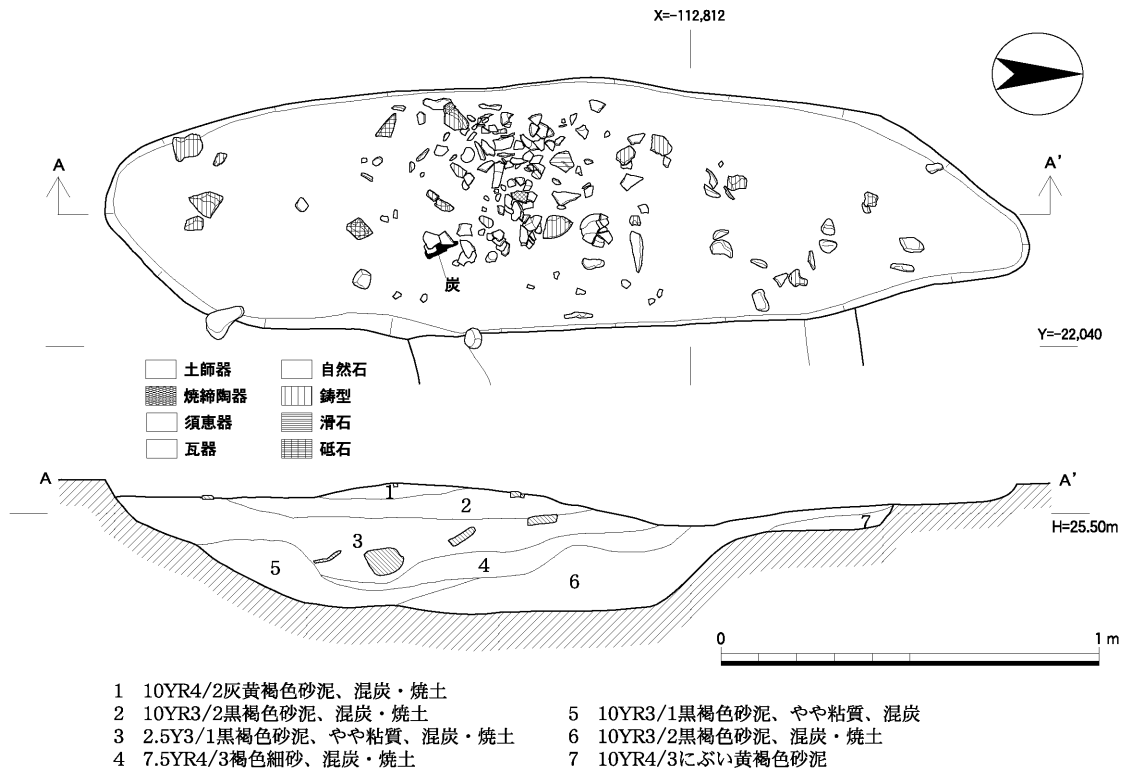 X=-112,812
A
A'
炭
Y=-22,040
土師器
自然石
焼締陶器
鋳型
須恵器
滑石
瓦器
砥石
A
A'
1
2
3
4
5
6
7
H=25.50m
0
1 m
1 10YR4/2灰黄褐色砂泥、混炭・焼土
2 10YR3/2黒褐色砂泥、混炭・焼土
3 2.5Y3/1黒褐色砂泥、やや粘質、混炭・焼土
4 7.5YR4/3褐色細砂、混炭・焼土
5 10YR3/1黒褐色砂泥、やや粘質、混炭
6 10YR3/2黒褐色砂泥、混炭・焼土
7 10YR4/3にぶい黄褐色砂泥